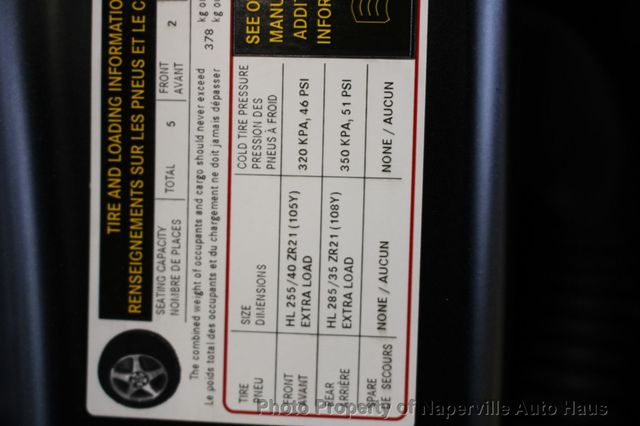 TIRE AND LOADING INFORMATIO
RENSEIGNEMENTS SUR LES PNEUS ET LE C
SEATING CAPACITY
NOMBRE DE PLACES
TOTAL 5
FRONT
AVANT 2
The combined weight of occupants and cargo should never exceed 378 kg o
Le poids total des occupants et du chargement ne doit jamais dépasser kg o
TIRE
PNEU
SIZE
DIMENSIONS
COLD TIRE PRESSURE
PRESSION DES
PNEUS À FROID
SEE O
MANU
ADDIT
INFOR
FRONT
AVANT
HL 255/40 ZR21 (105Y)
EXTRA LOAD
320 KPA, 46 PSI
REAR
ARRIÈRE
HL 285/35 ZR21 (108Y)
EXTRA LOAD
350 KPA, 51 PSI
SPARE
DE SECOURS
NONE / AUCUN
NONE / AUCUN
Photo Property of Naperville Auto Haus